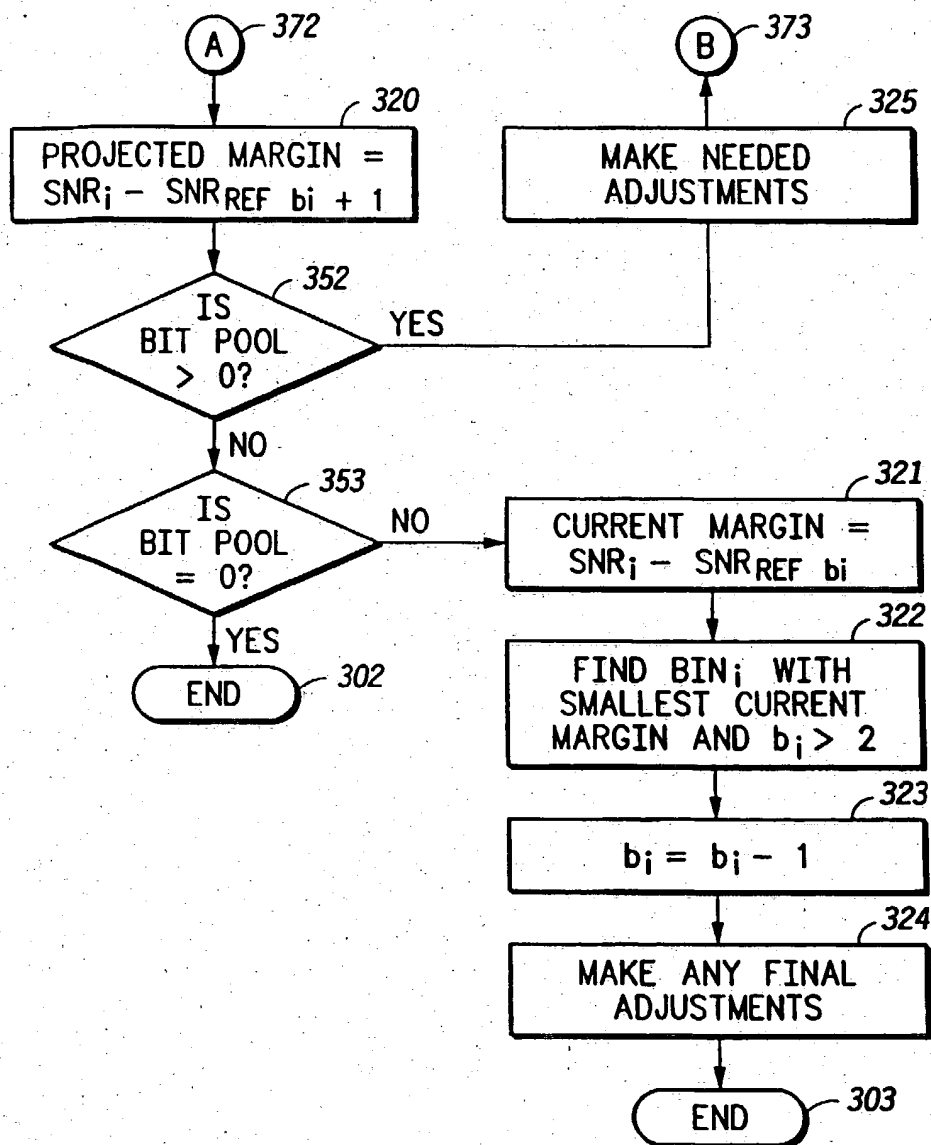 A
372
B
373
320
PROJECTED MARGIN =
SNRi - SNRREF bi + 1
325
MAKE NEEDED
ADJUSTMENTS
352
IS
BIT POOL
> 0?
YES
NO
353
IS
BIT POOL
= 0?
NO
YES
END
302
321
CURRENT MARGIN =
SNRi - SNRREF bi
322
FIND BINi WITH
SMALLEST CURRENT
MARGIN AND bi > 2
323
bi = bi - 1
324
MAKE ANY FINAL
ADJUSTMENTS
END
303